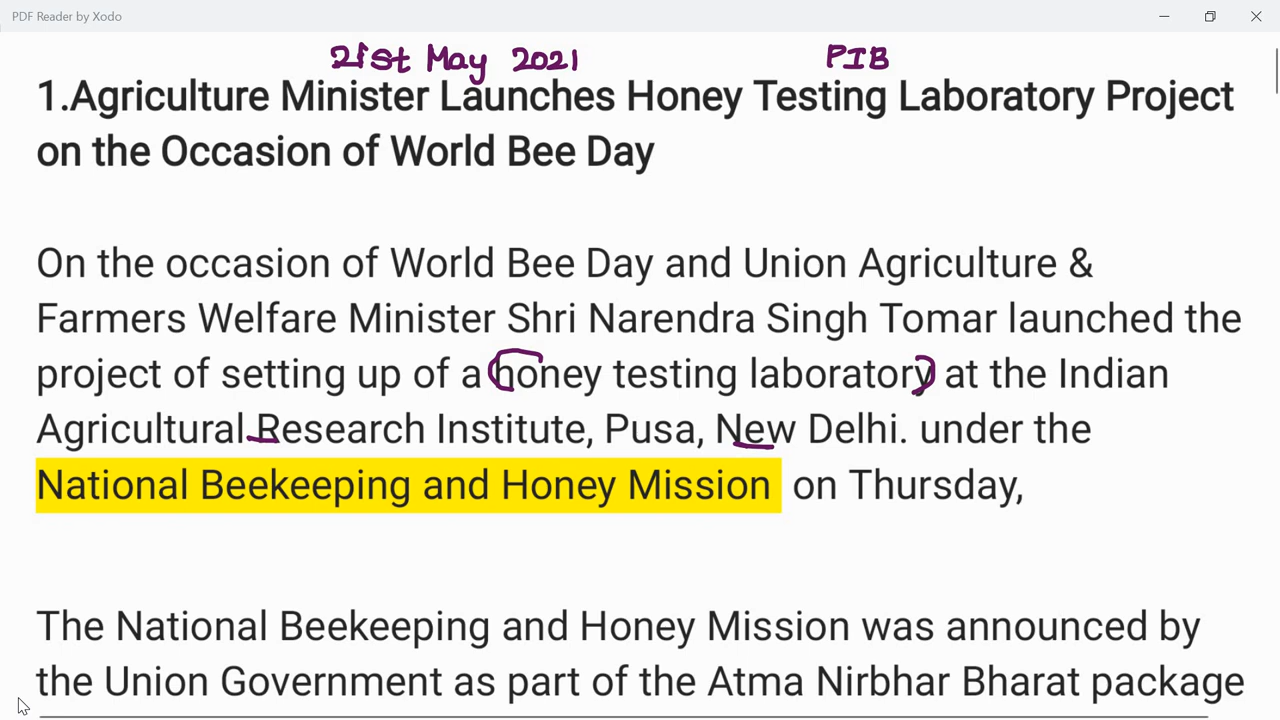 PDF Reader by Xodo
21st May 2021 PIB
1.Agriculture Minister Launches Honey Testing Laboratory Project
on the Occasion of World Bee Day
On the occasion of World Bee Day and Union Agriculture &
Farmers Welfare Minister Shri Narendra Singh Tomar launched the
project of setting up of a honey testing laboratory at the Indian
Agricultural Research Institute, Pusa, New Delhi. under the
National Beekeeping and Honey Mission on Thursday,
The National Beekeeping and Honey Mission was announced by
the Union Government as part of the Atma Nirbhar Bharat package